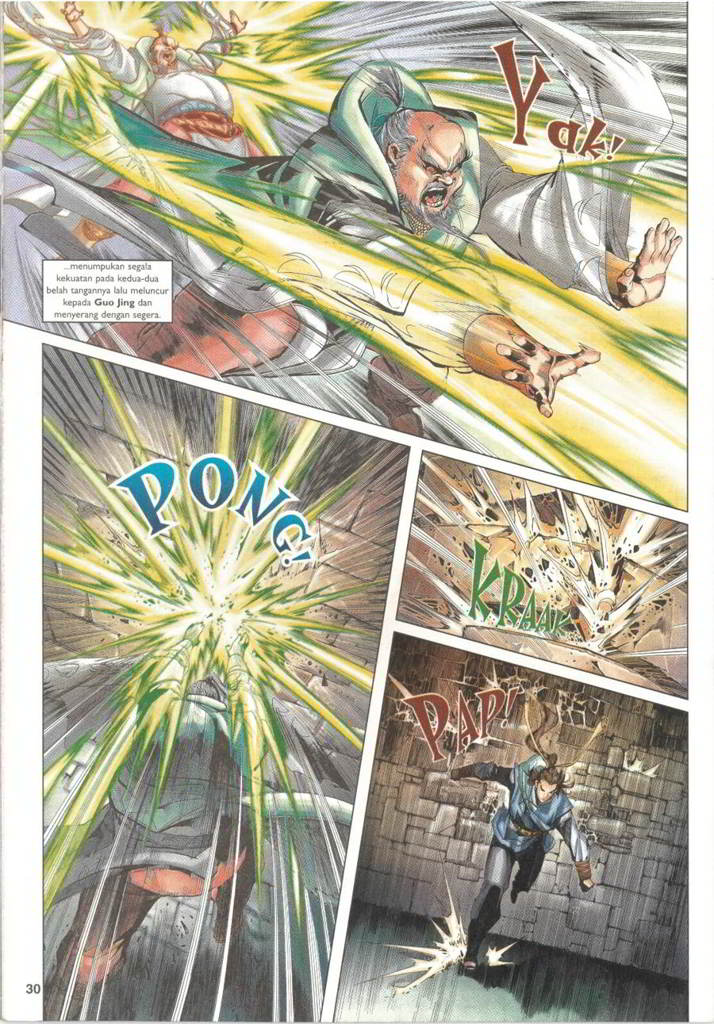 Yak!
...menumpukan segala
kekuatan pada kedua-dua
belah tangannya lalu meluncur
kepada Guo Jing dan
menyerang dengan segera.
PONG!
KRAAK
PAP!
30